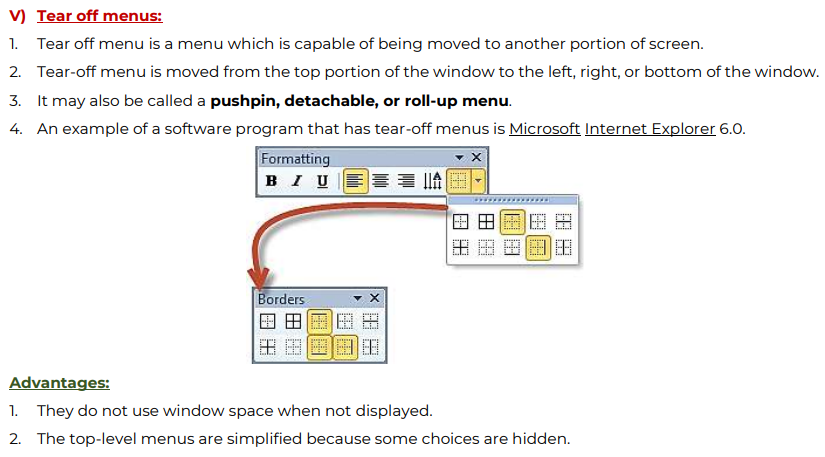 V) Tear off menus:
1. Tear off menu is a menu which is capable of being moved to another portion of screen.
2. Tear-off menu is moved from the top portion of the window to the left, right, or bottom of the window.
3. It may also be called a pushpin, detachable, or roll-up menu.
4. An example of a software program that has tear-off menus is Microsoft Internet Explorer 6.0.
Formatting
B I U
Borders
Advantages:
1. They do not use window space when not displayed.
2. The top-level menus are simplified because some choices are hidden.